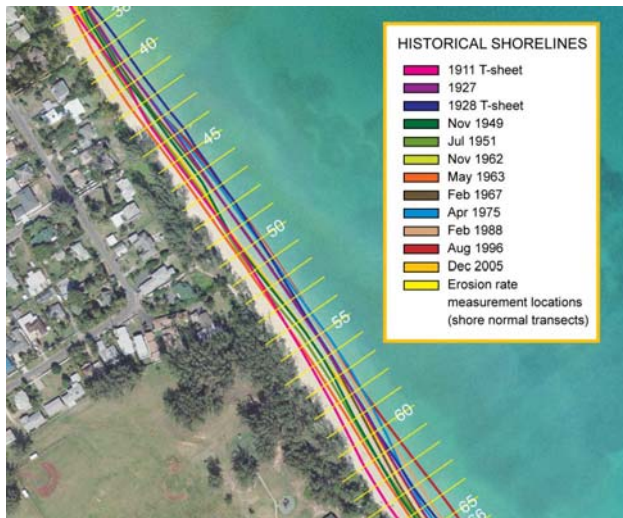 HISTORICAL SHORELINES
1911 T-sheet
1927
1928 T-sheet
Nov 1949
Jul 1951
Nov 1962
May 1963
Feb 1967
Apr 1975
Feb 1988
Aug 1996
Dec 2005
Erosion rate
measurement locations
(shore normal transects)
40
45
50
55
60
65
66